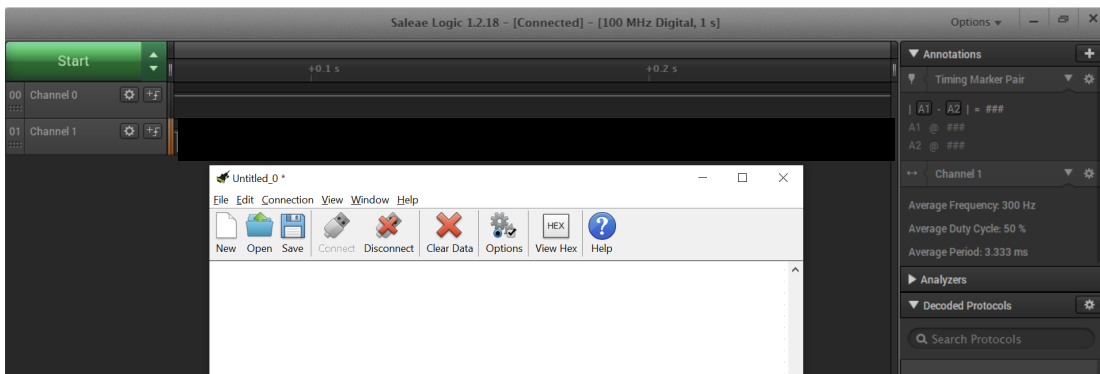 Saleae Logic 1.2.18 - [Connected] - [100 MHz Digital, 1 s]
Options
Start
+0.1 s
+0.2 s
00 Channel 0
01 Channel 1
Untitled_0 *
File Edit Connection View Window Help
New Open Save Connect Disconnect Clear Data Options View Hex Help
HEX
Annotations
Timing Marker Pair
| A1 - A2 | = ###
A1 @ ###
A2 @ ###
Channel 1
Average Frequency: 300 Hz
Average Duty Cycle: 50 %
Average Period: 3.333 ms
Analyzers
Decoded Protocols
Search Protocols